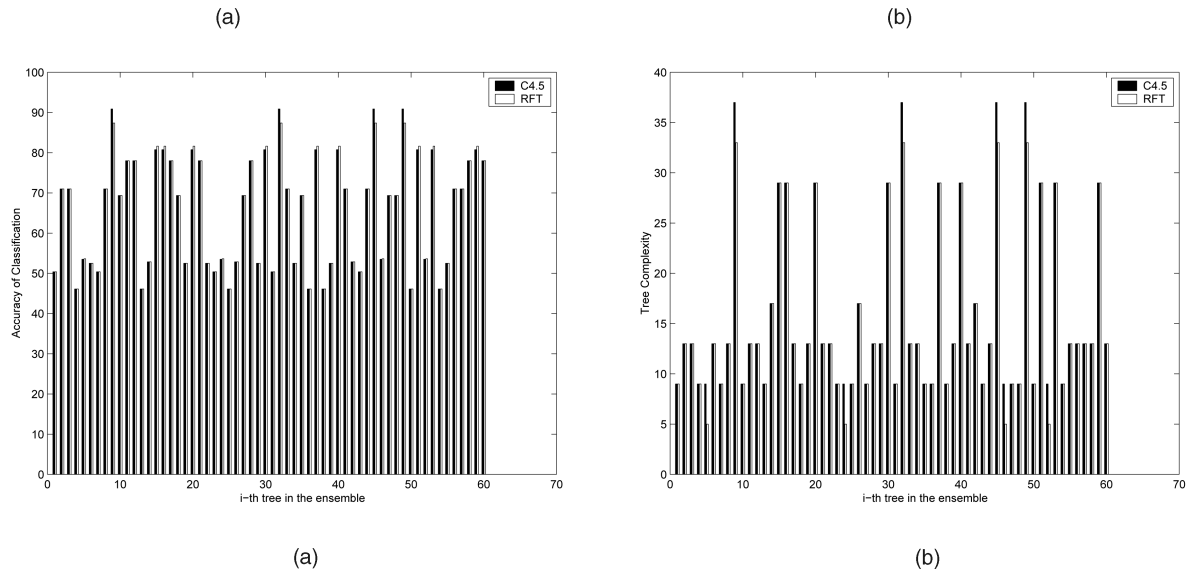 (a)
(b)
100
90
80
70
60
50
40
30
20
10
0
Accuracy of Classification
C4.5
RFT
0 10 20 30 40 50 60 70
i−th tree in the ensemble
40
35
30
25
20
15
10
5
0
Tree Complexity
C4.5
RFT
0 10 20 30 40 50 60 70
i−th tree in the ensemble
(a)
(b)